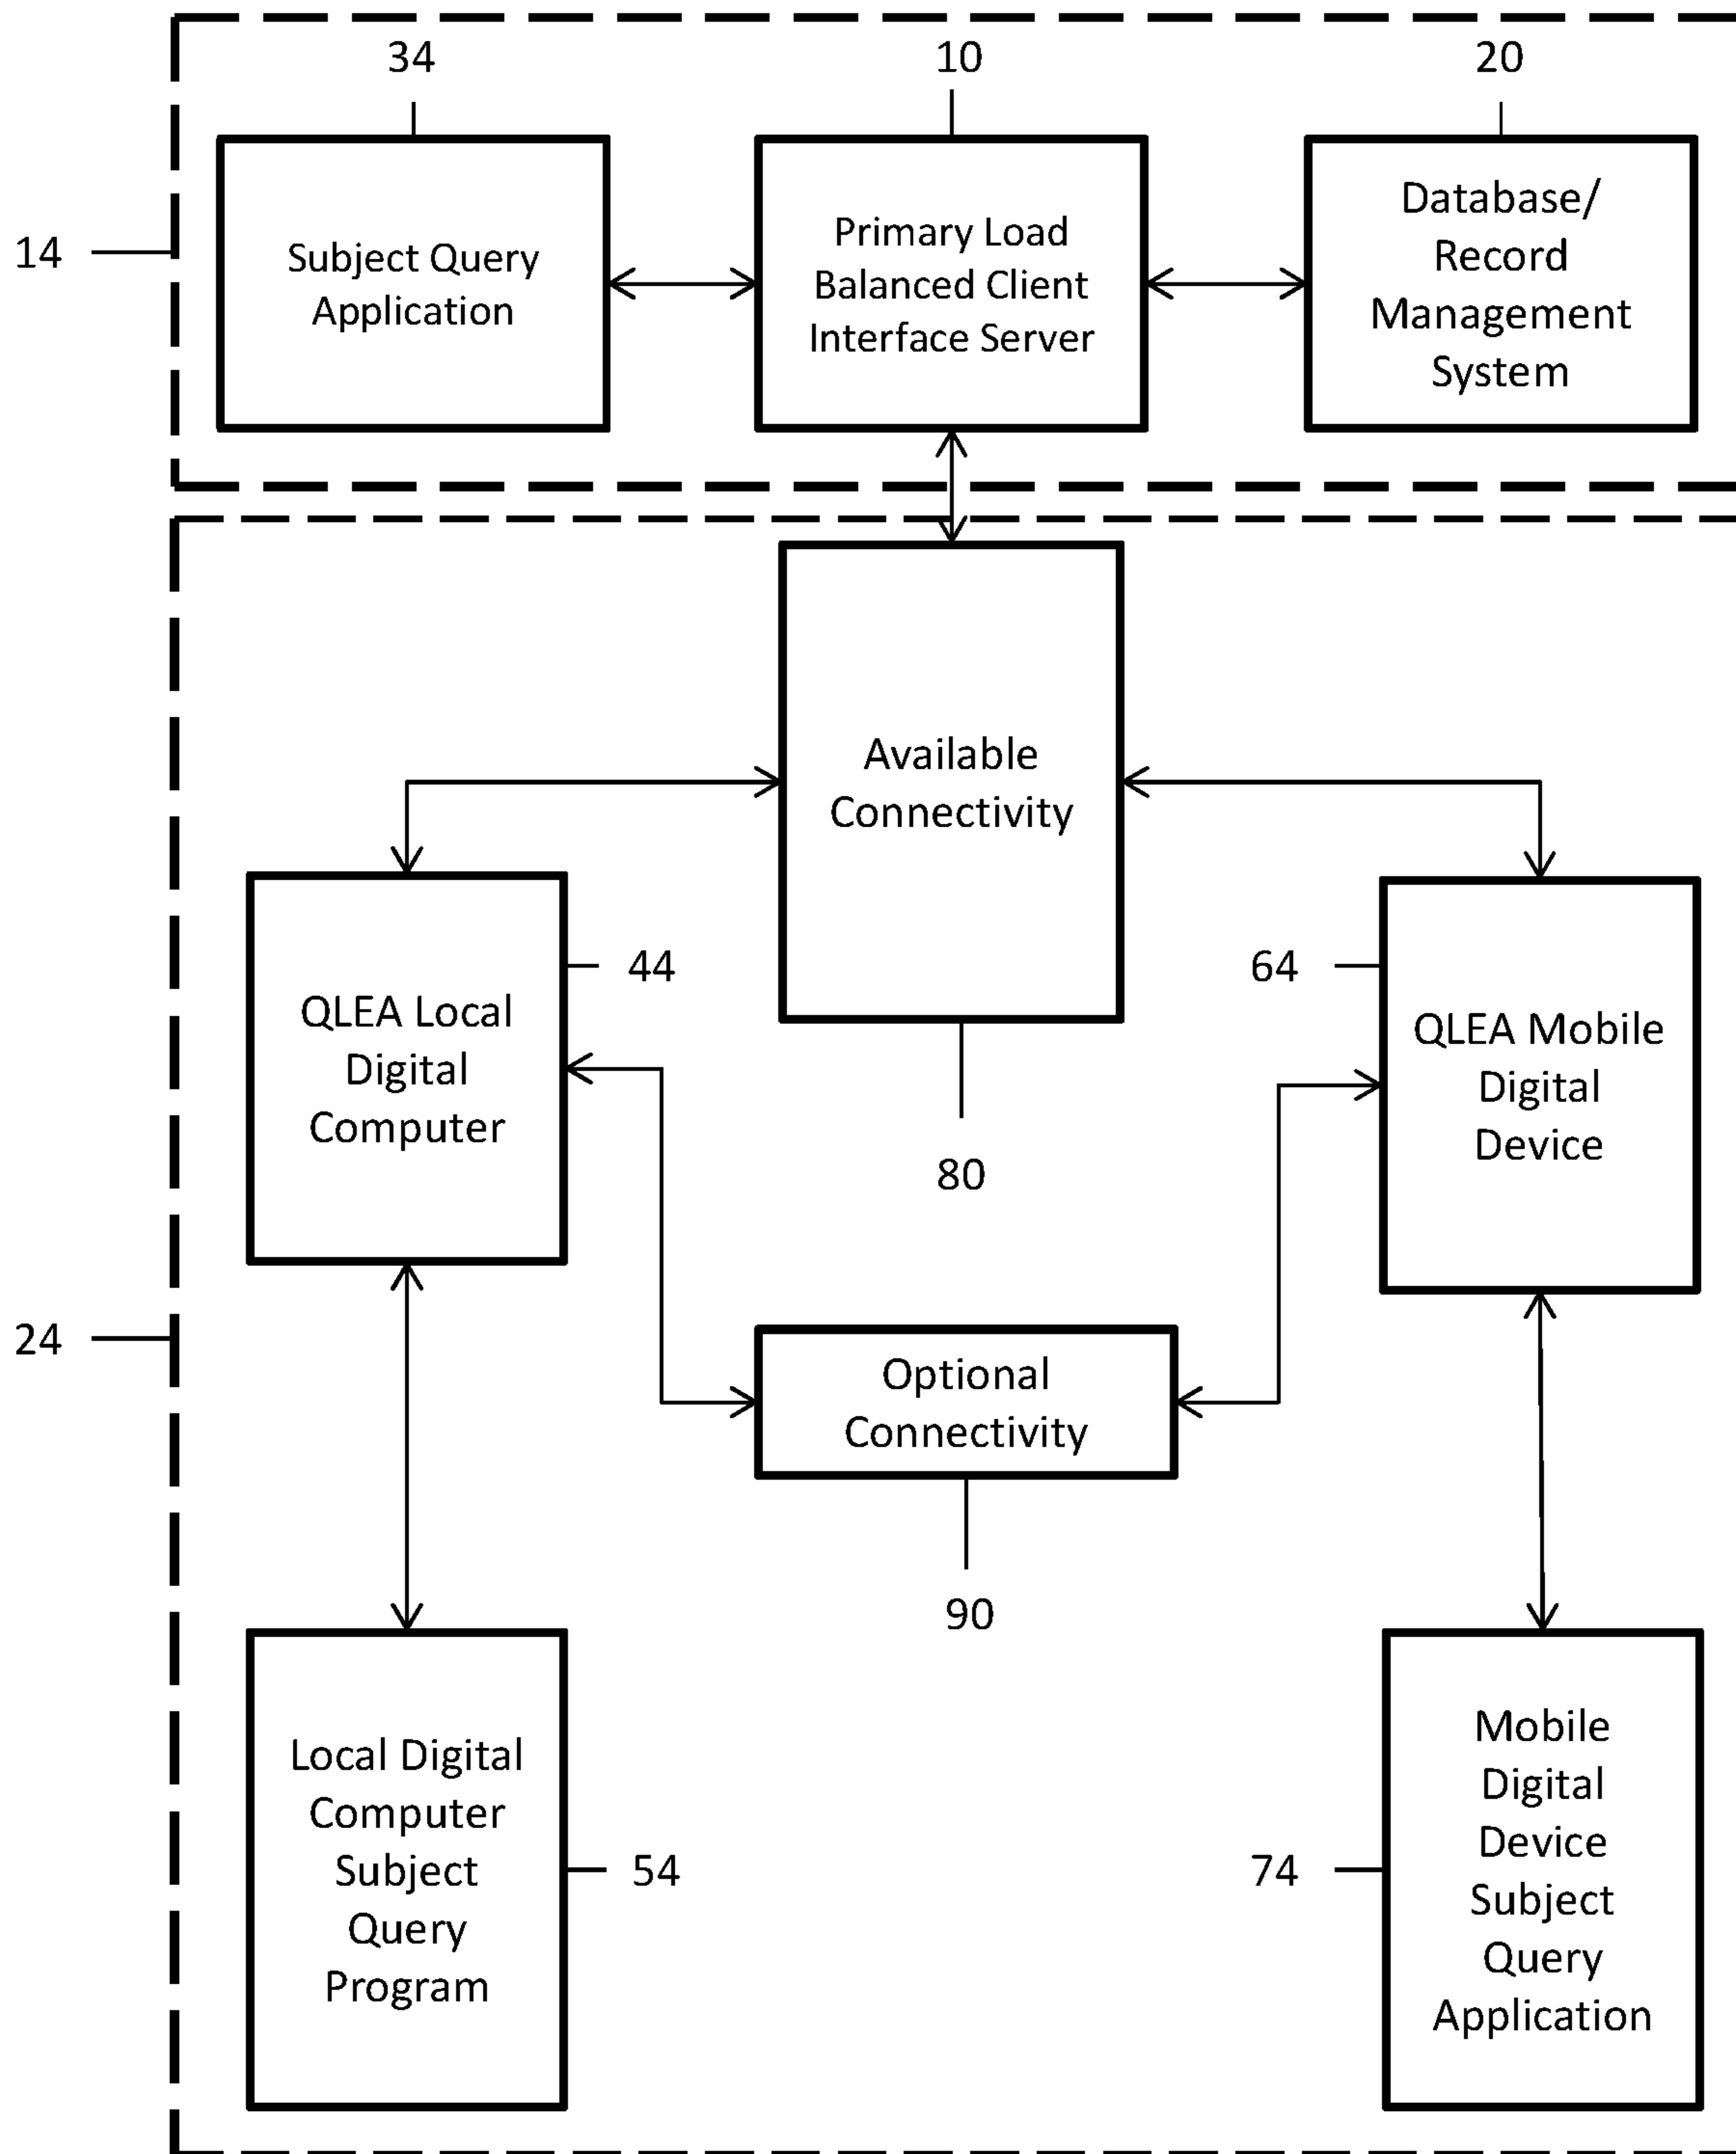 34
10
20
14
Subject Query
Application
Primary Load
Balanced Client
Interface Server
Database/
Record
Management
System
Available
Connectivity
80
44
QLEA Local
Digital
Computer
64
QLEA Mobile
Digital
Device
24
Optional
Connectivity
90
Local Digital
Computer
Subject
Query
Program
54
74
Mobile
Digital
Device
Subject
Query
Application